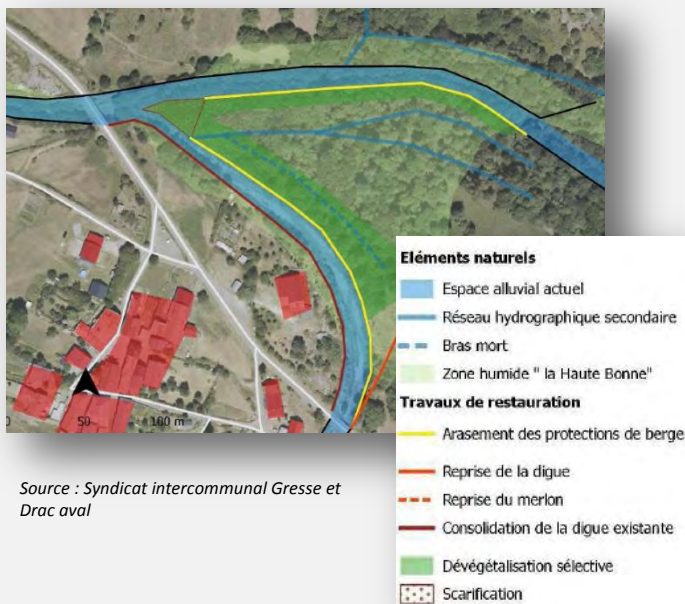 0 50 100 m
Eléments naturels
Espace alluvial actuel
Réseau hydrographique secondaire
Bras mort
Zone humide " la Haute Bonne"
Travaux de restauration
Arasement des protections de berge
Reprise de la digue
Reprise du merlon
Consolidation de la digue existante
Dévégétalisation sélective
Scarification
Source : Syndicat intercommunal Gresse et
Drac aval